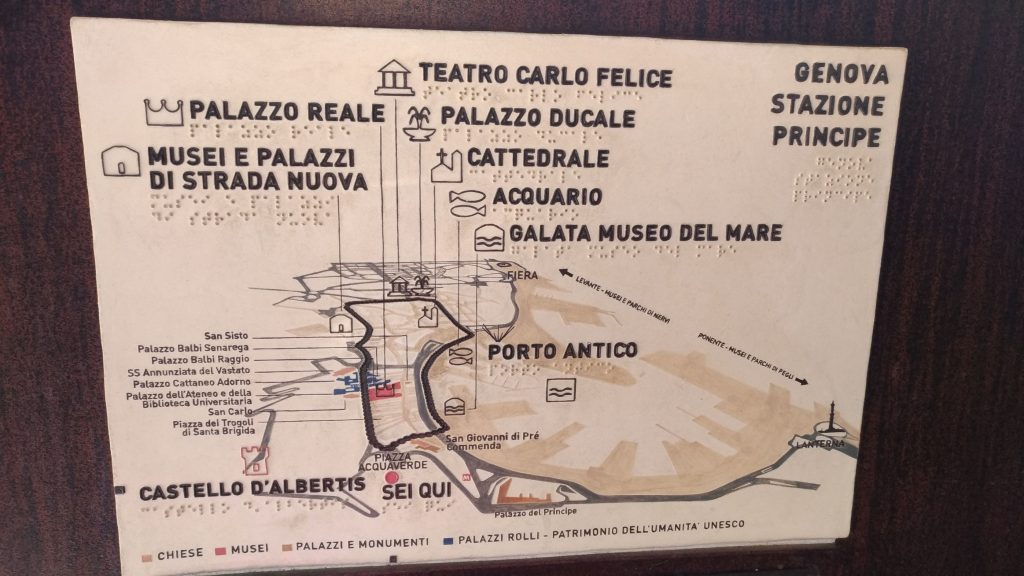 TEATRO CARLO FELICE
PALAZZO REALE
PALAZZO DUCALE
MUSEI E PALAZZI
DI STRADA NUOVA
CATTEDRALE
ACQUARIO
GALATA MUSEO DEL MARE
GENOVA
STAZIONE
PRINCIPE
FIERA
LEVANTE - MUSEI E PARCHI DI NERVI
PONENTE - MUSEI E PARCHI DI PEGLI
PORTO ANTICO
San Sisto
Palazzo Balbi Senarega
Palazzo Balbi Raggio
SS Annunziata del Vastato
Palazzo Cattaneo Adorno
Palazzo dell'Ateneo e della
Biblioteca Universitaria
San Carlo
Piazza dei Trogoli
di Santa Brigida
San Giovanni di Pré
Commenda
LANTERNA
PIAZZA
ACQUAVERDE
CASTELLO D'ALBERTIS
SEI QUI
Palazzo del Principe
CHIESE
MUSEI
PALAZZI E MONUMENTI
PALAZZI ROLLI - PATRIMONIO DELL'UMANITA' UNESCO